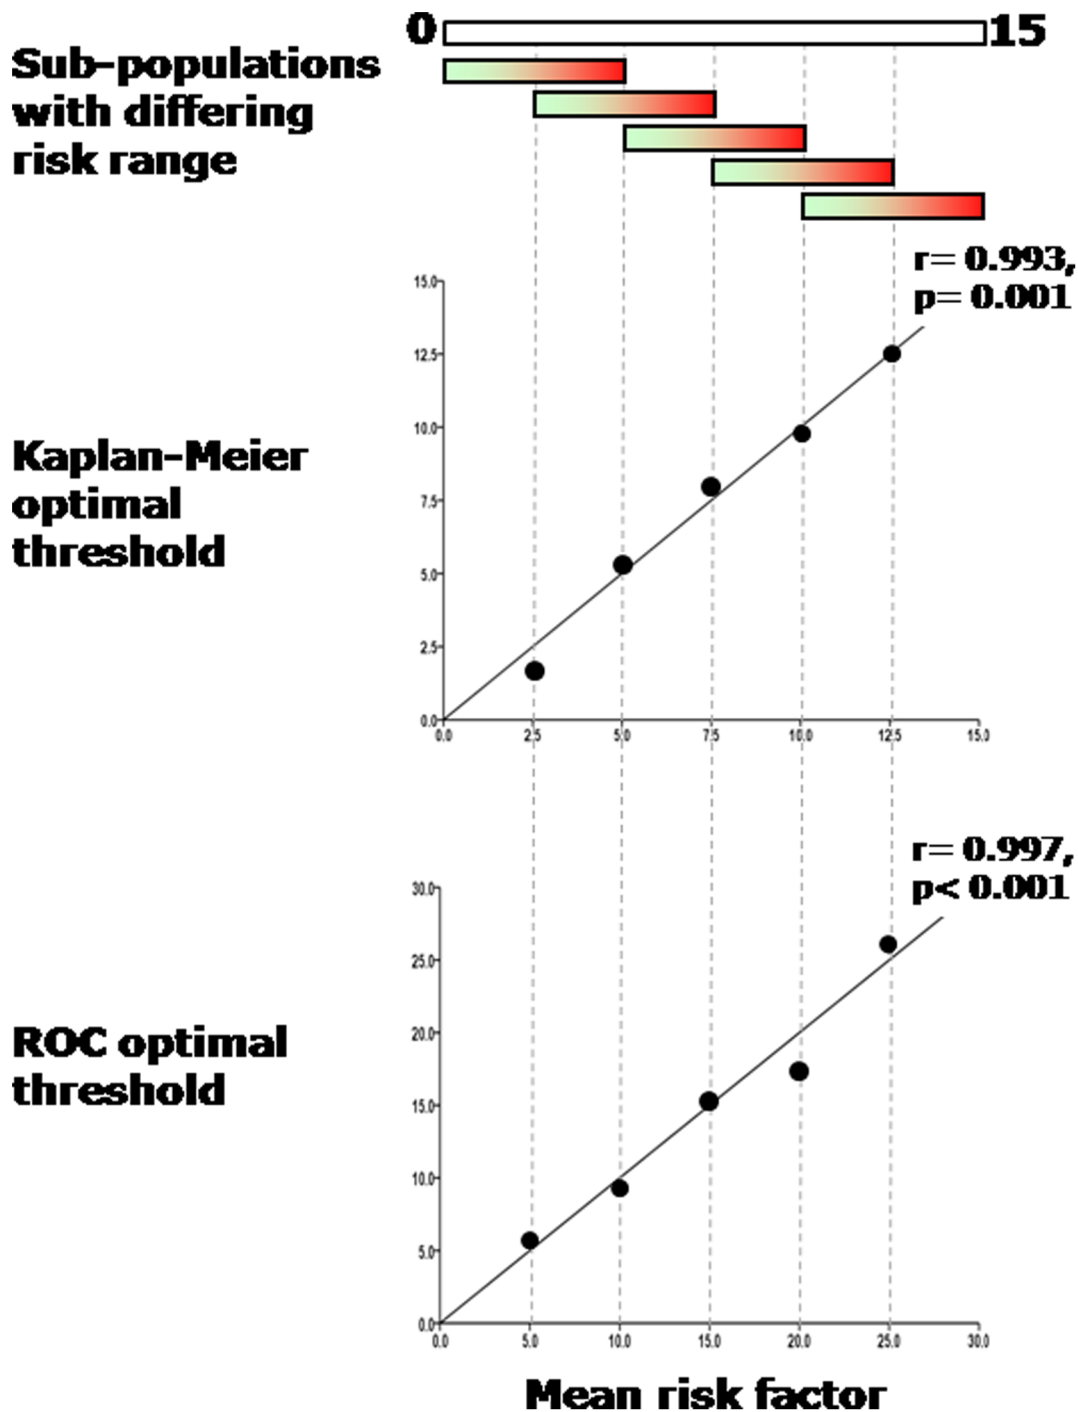 0 15
Sub-populations
with differing
risk range
r= 0.993,
p= 0.001
Kaplan-Meier
optimal
threshold
15.0
12.5
10.0
7.5
5.0
2.5
0.0
0.0 2.5 5.0 7.5 10.0 12.5 15.0
r= 0.997,
p< 0.001
ROC optimal
threshold
30.0
25.0
20.0
15.0
10.0
5.0
0.0
0.0 5.0 10.0 15.0 20.0 25.0 30.0
Mean risk factor